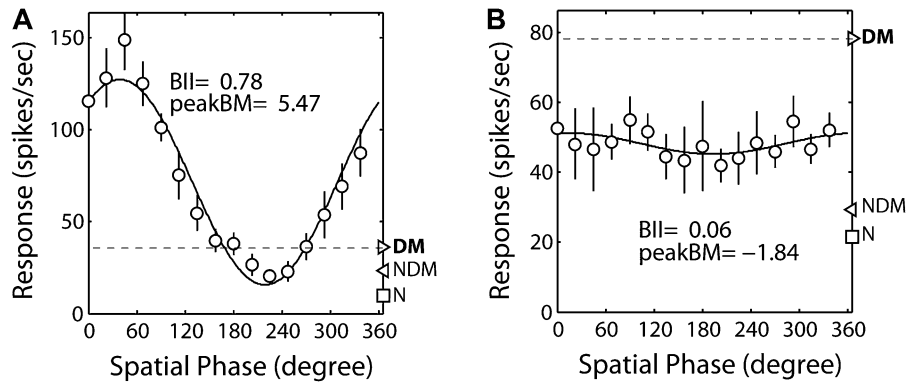 A
Response (spikes/sec)
150
100
50
0
BII= 0.78
peakBM= 5.47
DM
NDM
N
0 60 120 180 240 300 360
Spatial Phase (degree)
B
Response (spikes/sec)
80
60
40
20
0
DM
NDM
N
BII= 0.06
peakBM= −1.84
0 60 120 180 240 300 360
Spatial Phase (degree)